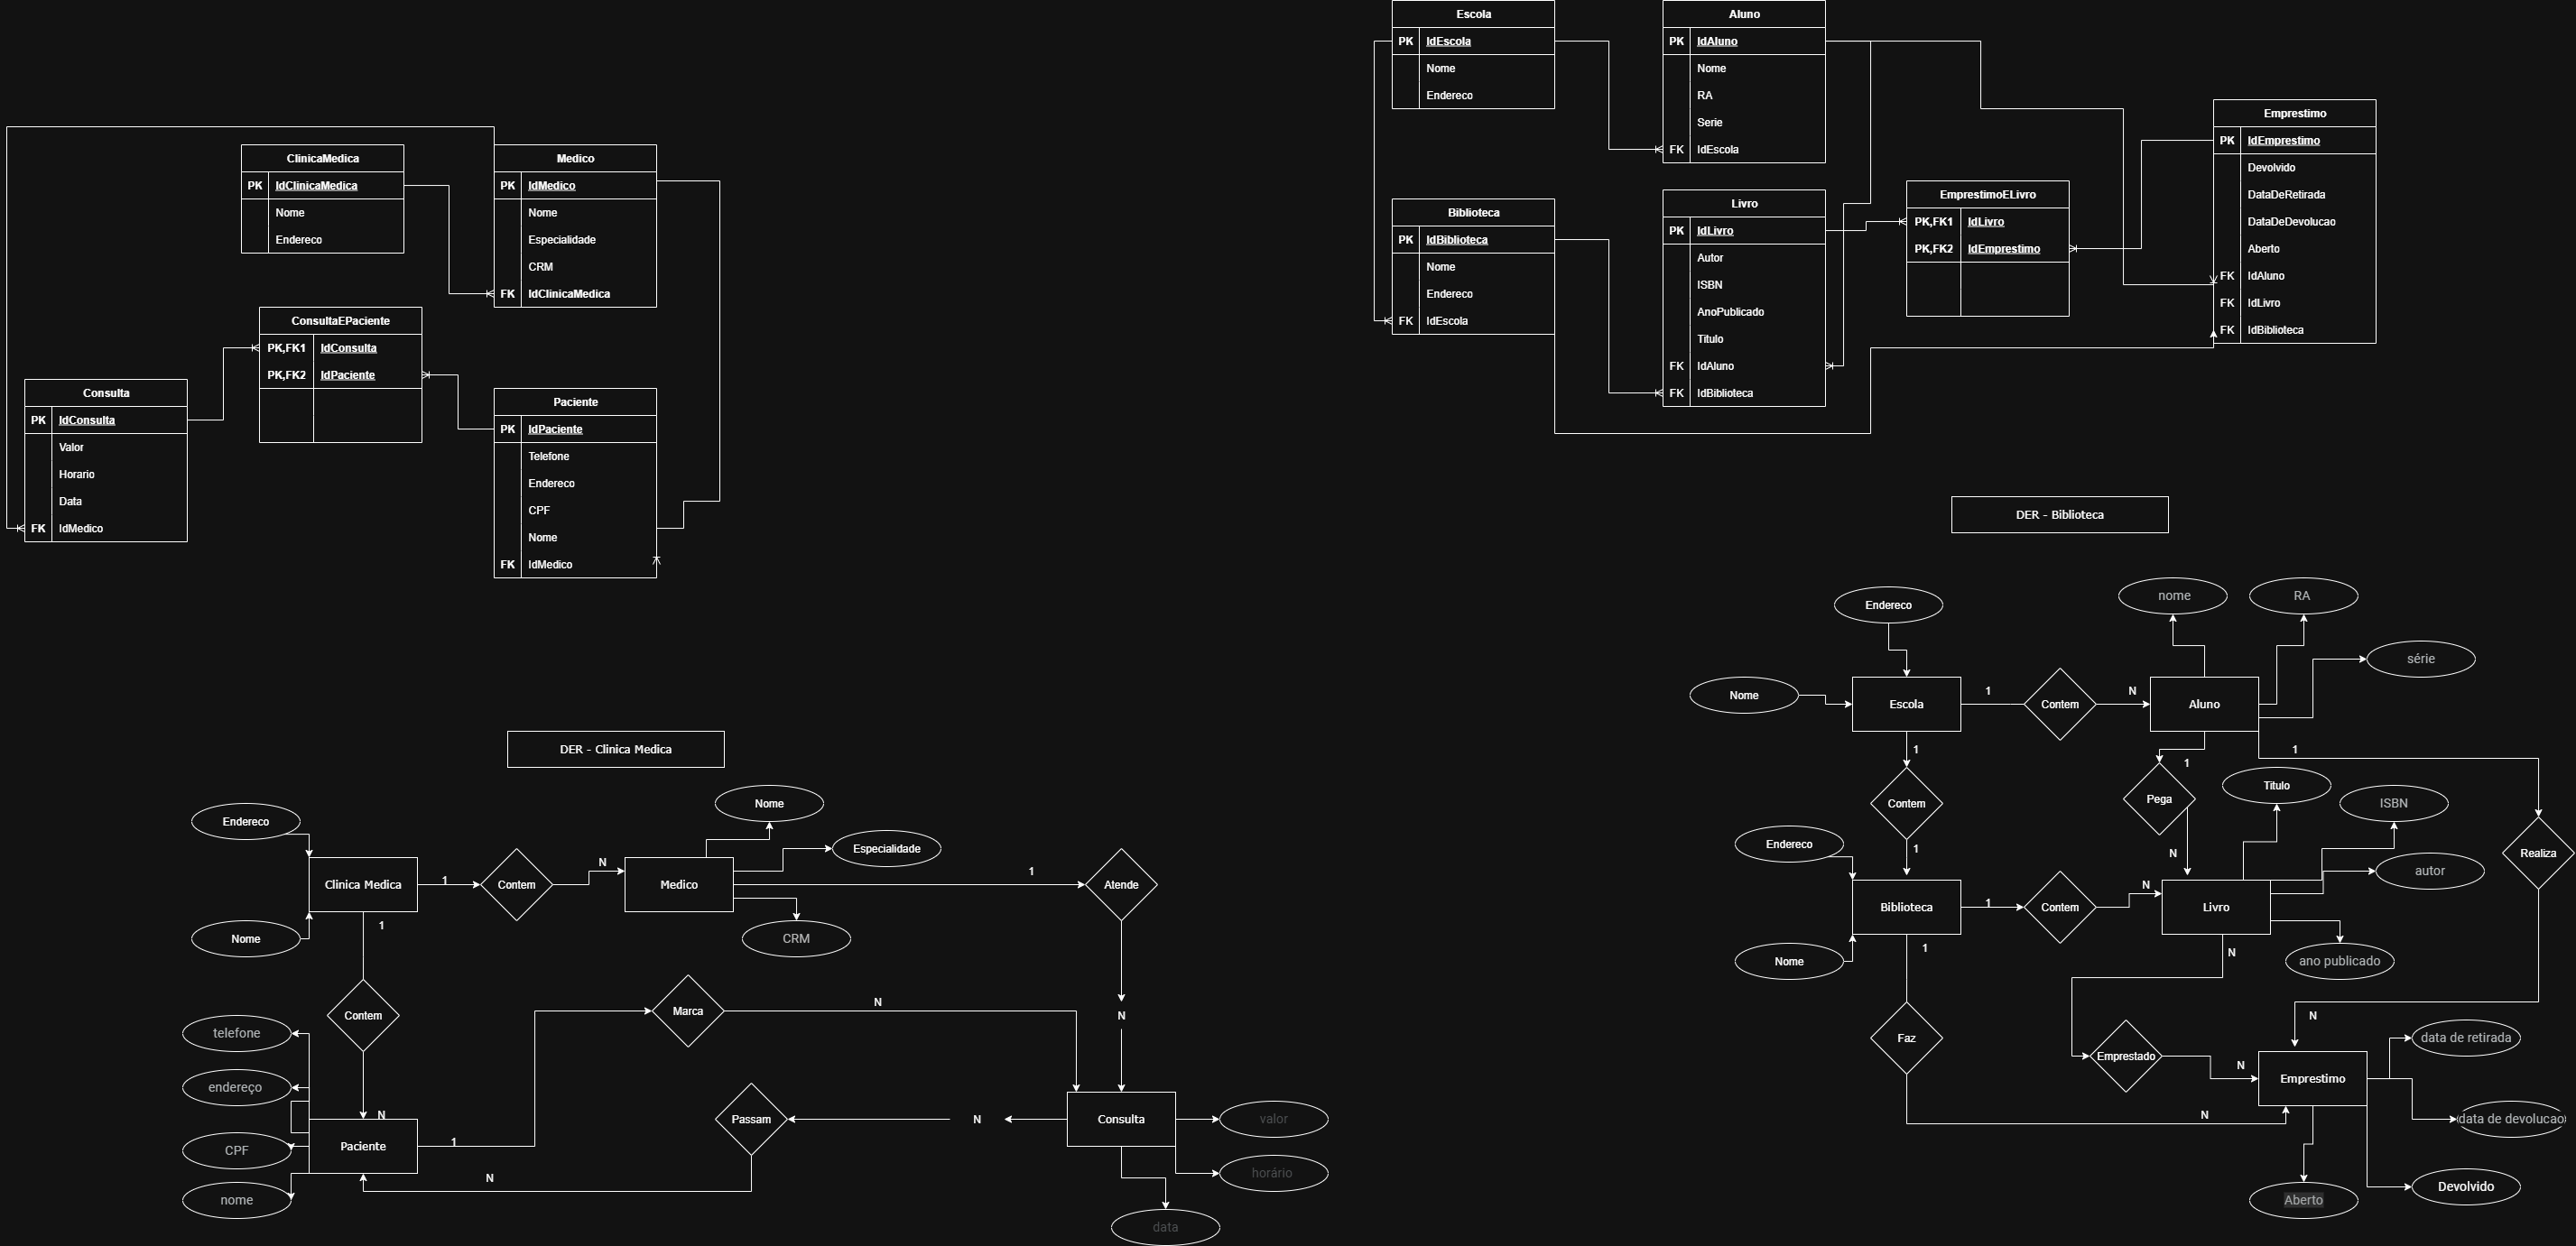 ClinicaMedica
PK IdClinicaMedica
Nome
Endereco
Medico
PK IdMedico
Nome
Especialidade
CRM
FK IdClinicaMedica
ConsultaEPaciente
PK,FK1 IdConsulta
PK,FK2 IdPaciente
Consulta
PK IdConsulta
Valor
Horario
Data
FK IdMedico
Paciente
PK IdPaciente
Telefone
Endereco
CPF
Nome
FK IdMedico
Escola
PK IdEscola
Nome
Endereco
Aluno
PK IdAluno
Nome
RA
Serie
FK IdEscola
Biblioteca
PK IdBiblioteca
Nome
Endereco
FK IdEscola
Livro
PK IdLivro
Autor
ISBN
AnoPublicado
Titulo
FK IdAluno
FK IdBiblioteca
EmprestimoELivro
PK,FK1 IdLivro
PK,FK2 IdEmprestimo
Emprestimo
PK IdEmprestimo
Devolvido
DataDeRetirada
DataDeDevolucao
Aberto
FK IdAluno
FK IdLivro
FK IdBiblioteca
DER - Clinica Medica
Nome
Endereco
Especialidade
N
Clinica Medica
1
Contem
Medico
1
Atende
1
Nome
CRM
Marca
N
Contem
N
telefone
endereço
N
Paciente
1
Passam
N
Consulta
valor
CPF
horário
N
nome
data
DER - Biblioteca
Endereco
nome
RA
série
Nome
Escola
1
Contem
N
Aluno
1
1
1
Pega
Titulo
Contem
ISBN
Endereco
1
N
Realiza
autor
Biblioteca
1
Contem
N
Livro
1
N
Nome
ano publicado
N
Faz
Emprestado
data de retirada
N
Emprestimo
N
data de devolucao
Devolvido
Aberto